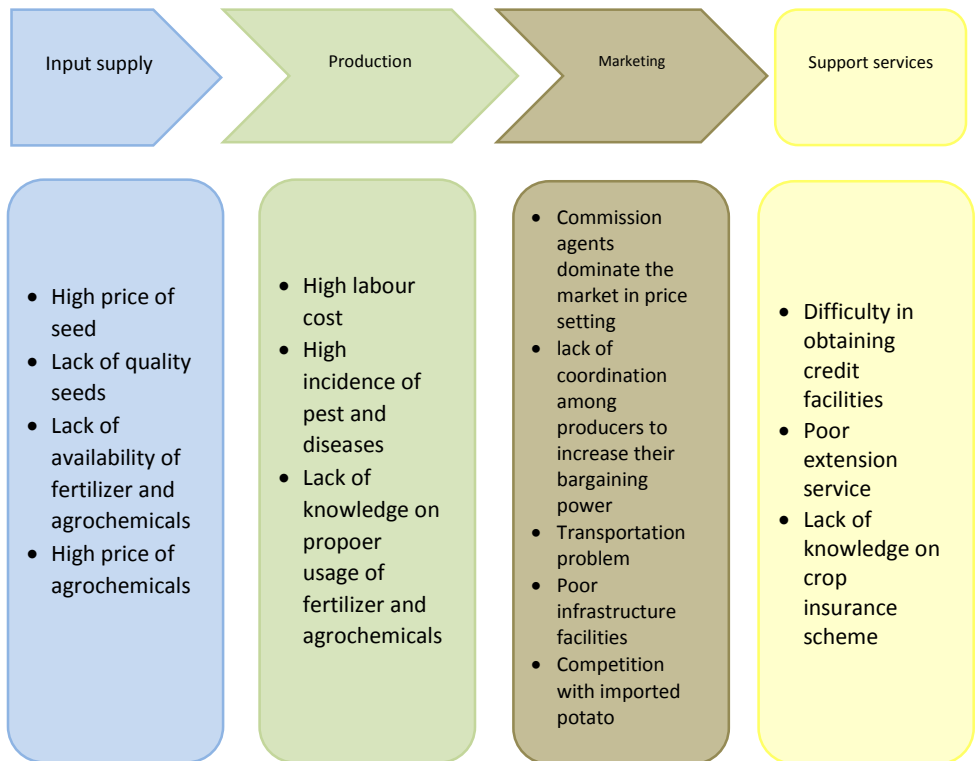 Input supply
Production
Marketing
Support services
• High price of
seed
• Lack of quality
seeds
• Lack of
availability of
fertilizer and
agrochemicals
• High price of
agrochemicals
• High labour
cost
• High
incidence of
pest and
diseases
• Lack of
knowledge on
propoer
usage of
fertilizer and
agrochemicals
• Commission
agents
dominate the
market in price
setting
• lack of
coordination
among
producers to
increase their
bargaining
power
• Transportation
problem
• Poor
infrastructure
facilities
• Competition
with imported
potato
• Difficulty in
obtaining
credit
facilities
• Poor
extension
service
• Lack of
knowledge on
crop
insurance
scheme